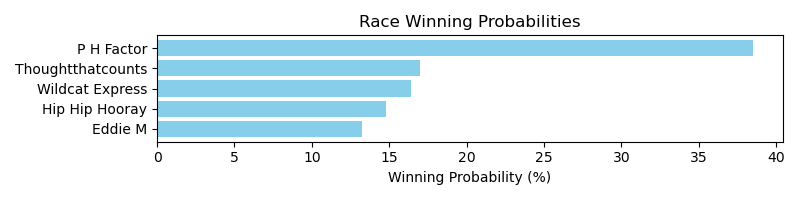 Race Winning Probabilities
P H Factor
Thoughtthatcounts
Wildcat Express
Hip Hip Hooray
Eddie M
0 5 10 15 20 25 30 35 40
Winning Probability (%)